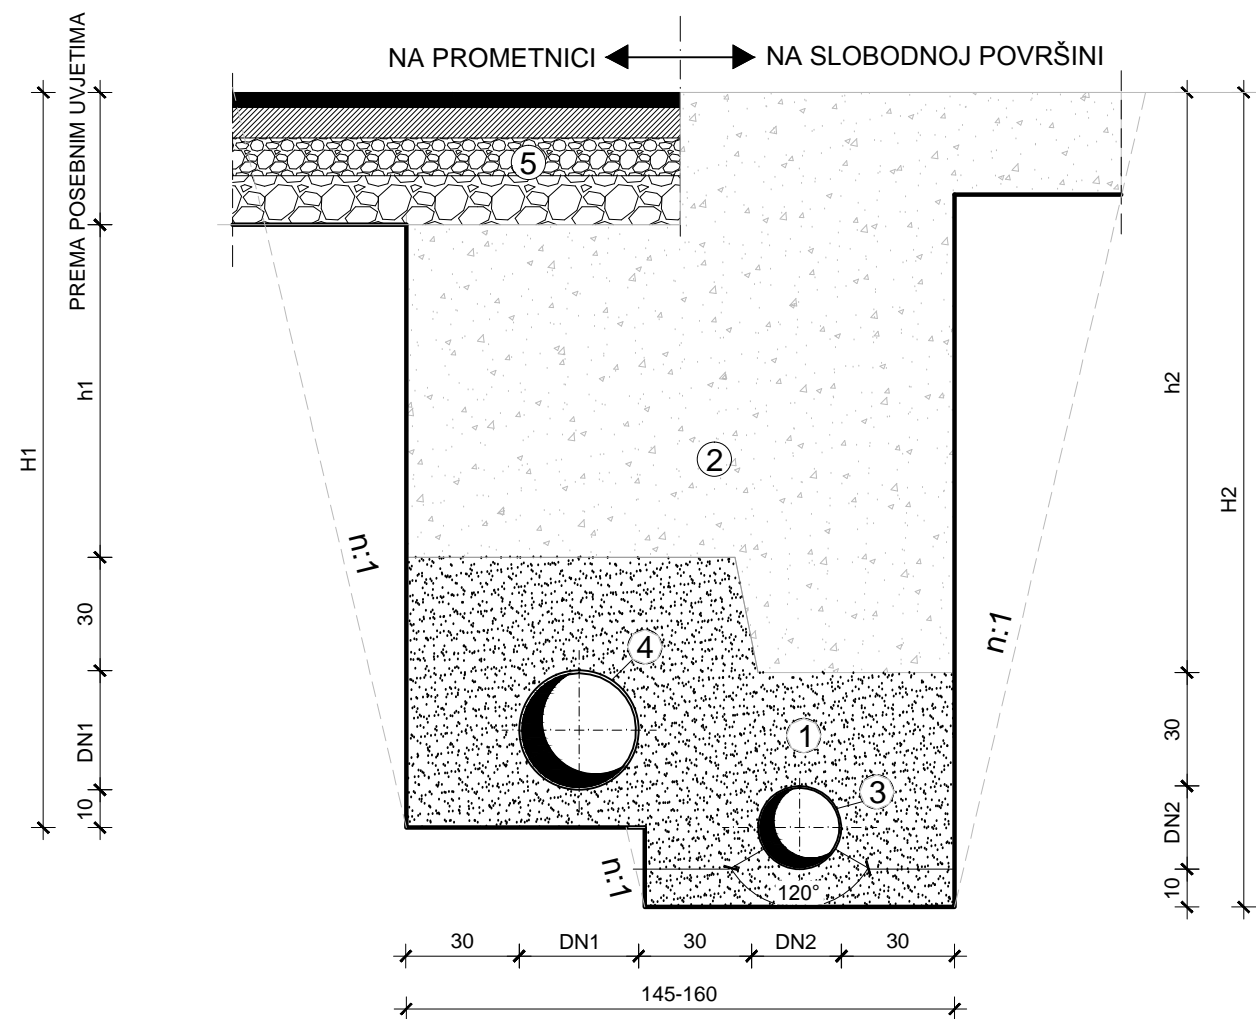 NA PROMETNICI
NA SLOBODNOJ POVRŠINI
PREMA POSEBNIM UVJETIMA
5
h1
h2
H1
H2
2
n:1
n:1
30
4
DN1
1
30
3
DN2
10
n:1
120°
10
30
DN1
30
DN2
30
145-160